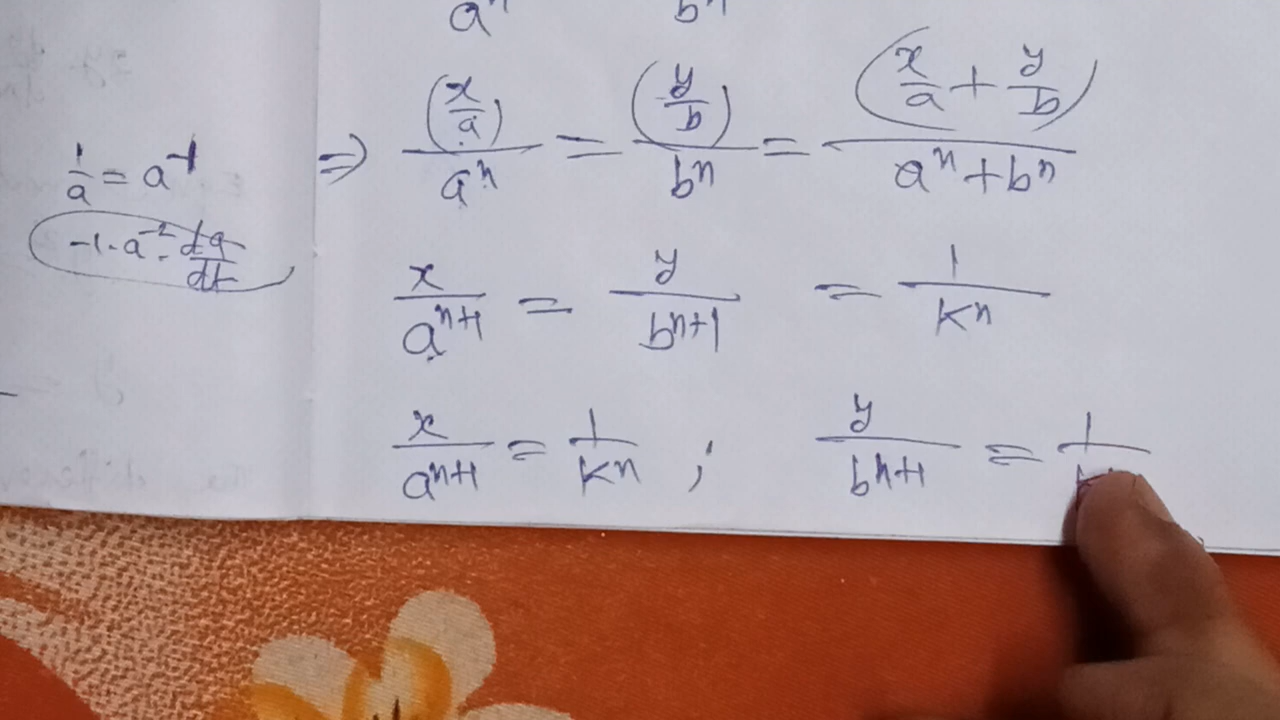 a^n b^n
⇒ (x/a)/a^n = (y/b)/b^n = (x/a + y/b)/(a^n + b^n)
1/a = a^-1
-1·a^-2·da/dt
x/a^(n+1) = y/b^(n+1) = 1/k^n
x/a^(n+1) = 1/k^n ; y/b^(n+1) = 1/k